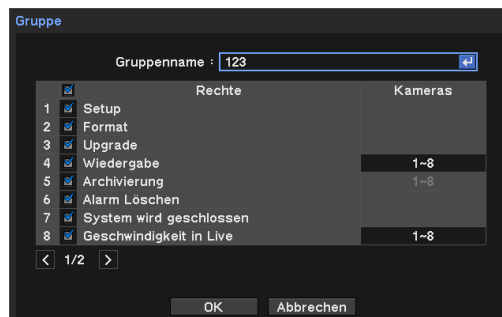 Gruppe
Gruppenname : 123
Rechte Kameras
1 Setup
2 Format
3 Upgrade
4 Wiedergabe 1~8
5 Archivierung 1~8
6 Alarm Löschen
7 System wird geschlossen
8 Geschwindigkeit in Live 1~8
< 1/2 >
OK Abbrechen